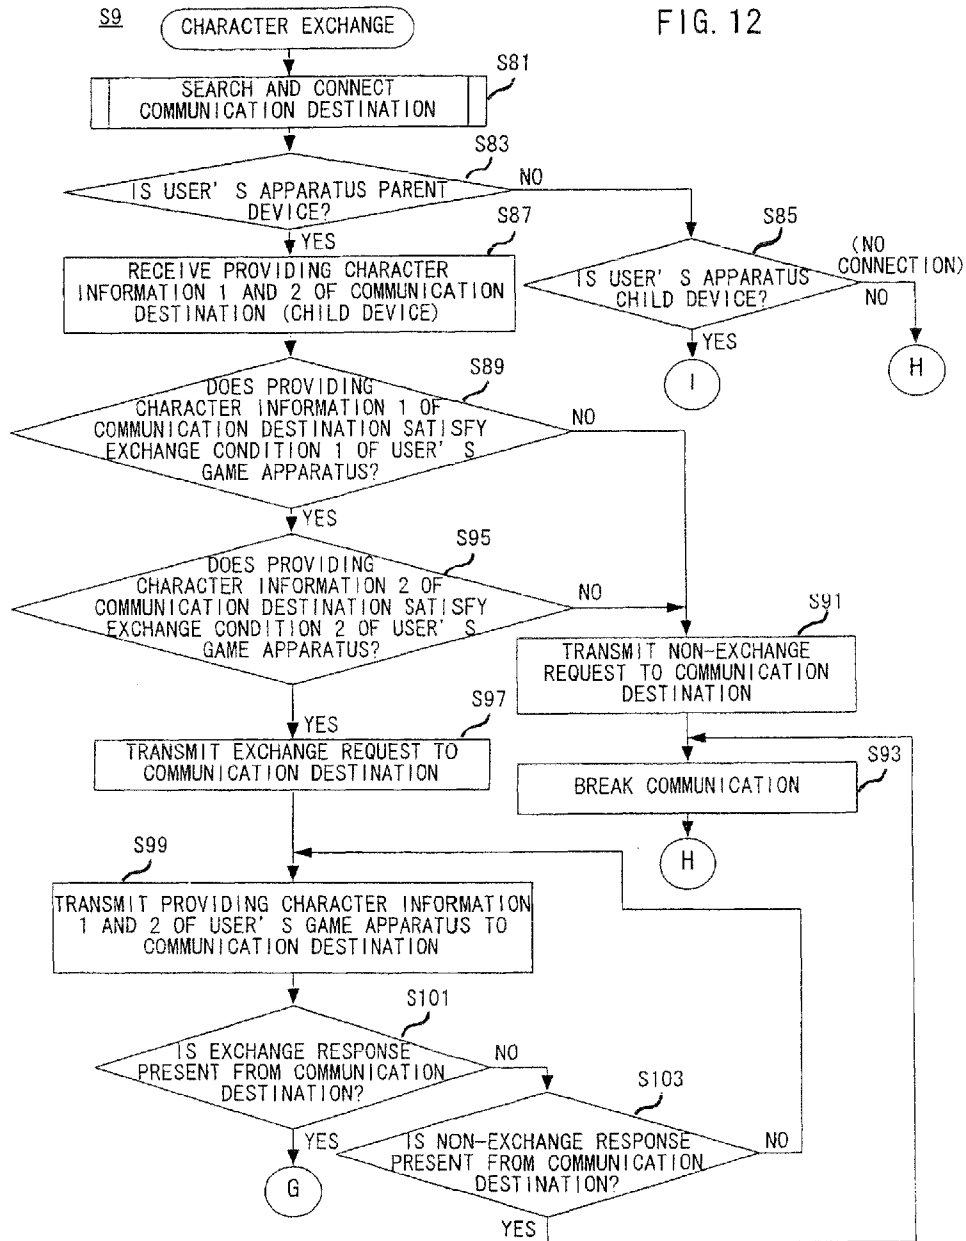 S9
CHARACTER EXCHANGE
FIG. 12
SEARCH AND CONNECT
COMMUNICATION DESTINATION
S81
S83
IS USER'S APPARATUS PARENT
DEVICE?
NO
YES
S87
RECEIVE PROVIDING CHARACTER
INFORMATION 1 AND 2 OF COMMUNICATION
DESTINATION (CHILD DEVICE)
S85
IS USER'S APPARATUS
CHILD DEVICE?
(NO
CONNECTION)
NO
YES
I
H
S89
DOES PROVIDING
CHARACTER INFORMATION 1 OF
COMMUNICATION DESTINATION SATISFY
EXCHANGE CONDITION 1 OF USER'S
GAME APPARATUS?
NO
YES
S95
DOES PROVIDING
CHARACTER INFORMATION 2 OF
COMMUNICATION DESTINATION SATISFY
EXCHANGE CONDITION 2 OF USER'S
GAME APPARATUS?
NO
YES
S91
TRANSMIT NON-EXCHANGE
REQUEST TO COMMUNICATION
DESTINATION
S97
TRANSMIT EXCHANGE REQUEST TO
COMMUNICATION DESTINATION
S93
BREAK COMMUNICATION
H
S99
TRANSMIT PROVIDING CHARACTER INFORMATION
1 AND 2 OF USER'S GAME APPARATUS TO
COMMUNICATION DESTINATION
S101
IS EXCHANGE RESPONSE
PRESENT FROM COMMUNICATION
DESTINATION?
NO
YES
G
S103
IS NON-EXCHANGE RESPONSE
PRESENT FROM COMMUNICATION
DESTINATION?
NO
YES